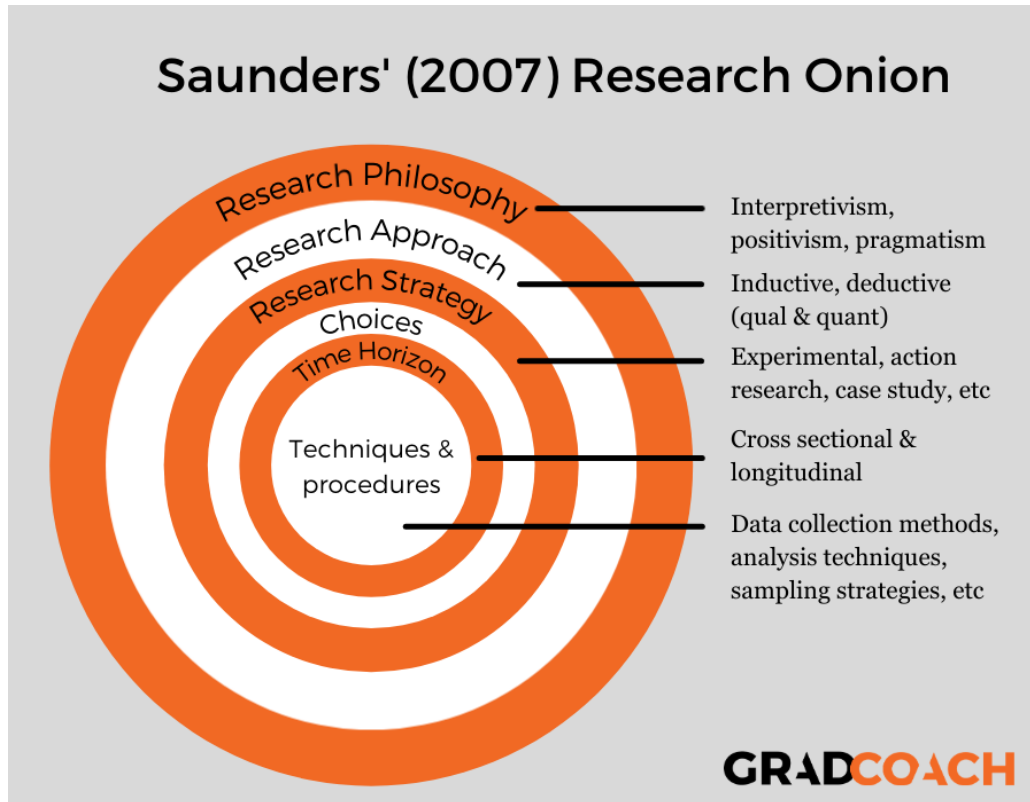 Saunders' (2007) Research Onion
Research Philosophy
Research Approach
Research Strategy
Choices
Time Horizon
Techniques &
procedures
Interpretivism,
positivism, pragmatism
Inductive, deductive
(qual & quant)
Experimental, action
research, case study, etc
Cross sectional &
longitudinal
Data collection methods,
analysis techniques,
sampling strategies, etc
GRADCOACH